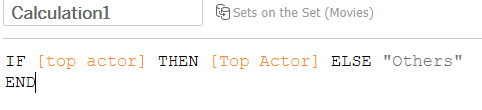 Calculation1
Sets on the Set (Movies)
IF [top actor] THEN [Top Actor] ELSE "Others"
END